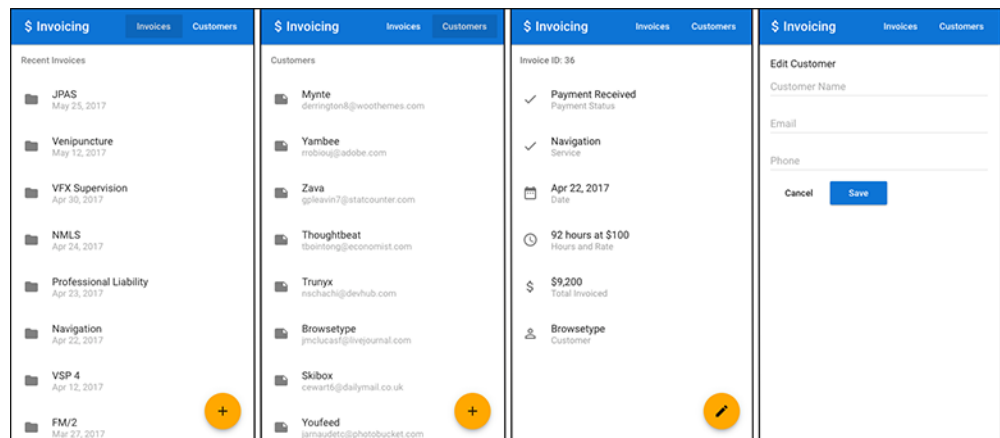 $ Invoicing Invoices Customers
Recent Invoices
JPAS
May 25, 2017
Venipuncture
May 12, 2017
VFX Supervision
Apr 30, 2017
NMLS
Apr 24, 2017
Professional Liability
Apr 23, 2017
Navigation
Apr 22, 2017
VSP 4
Apr 12, 2017
FM/2
Mar 27, 2017
$ Invoicing Invoices Customers
Customers
Mynte
derrington8@woothemes.com
Yambee
rrobiouj@adobe.com
Zava
gpleavin7@statcounter.com
Thoughtbeat
tbointong@economist.com
Trunyx
nschachi@devhub.com
Browsetype
jmclucasf@livejournal.com
Skibox
cewart6@dailymail.co.uk
Youfeed
jarnaudetc@photobucket.com
$ Invoicing Invoices Customers
Invoice ID: 36
Payment Received
Payment Status
Navigation
Service
Apr 22, 2017
Date
92 hours at $100
Hours and Rate
$ $9,200
Total Invoiced
Browsetype
Customer
$ Invoicing Invoices Customers
Edit Customer
Customer Name
Email
Phone
Cancel Save